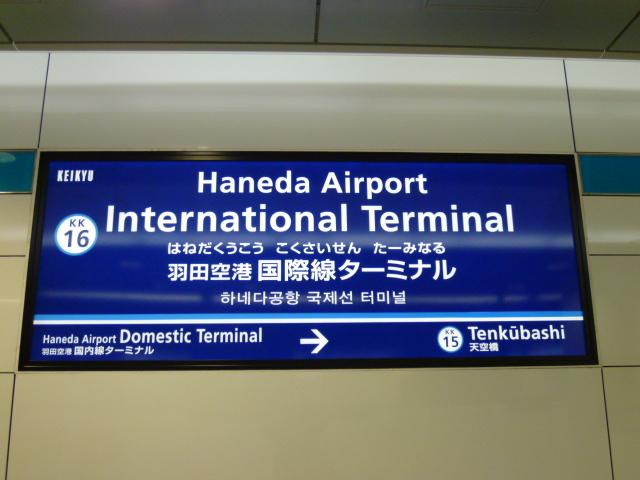 KEIKYU
Haneda Airport
KK
16
International Terminal
はねだくうこう こくさいせん たーみなる
羽田空港 国際線ターミナル
하네다공항 국제선 터미널
Haneda Airport Domestic Terminal
羽田空港 国内線ターミナル
→
KK
15
Tenkūbashi
天空橋